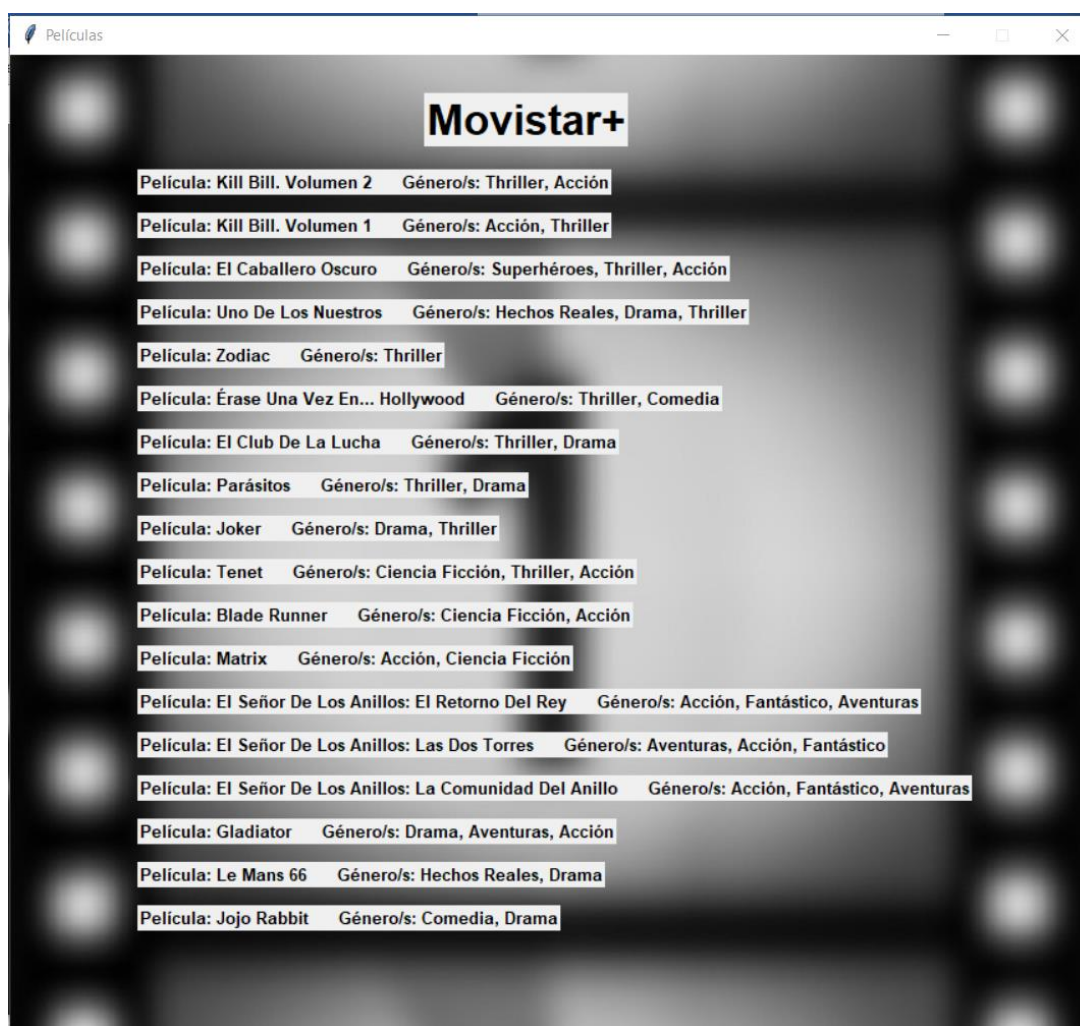 Películas
Movistar+
Película: Kill Bill. Volumen 2 Género/s: Thriller, Acción
Película: Kill Bill. Volumen 1 Género/s: Acción, Thriller
Película: El Caballero Oscuro Género/s: Superhéroes, Thriller, Acción
Película: Uno De Los Nuestros Género/s: Hechos Reales, Drama, Thriller
Película: Zodiac Género/s: Thriller
Película: Érase Una Vez En... Hollywood Género/s: Thriller, Comedia
Película: El Club De La Lucha Género/s: Thriller, Drama
Película: Parásitos Género/s: Thriller, Drama
Película: Joker Género/s: Drama, Thriller
Película: Tenet Género/s: Ciencia Ficción, Thriller, Acción
Película: Blade Runner Género/s: Ciencia Ficción, Acción
Película: Matrix Género/s: Acción, Ciencia Ficción
Película: El Señor De Los Anillos: El Retorno Del Rey Género/s: Acción, Fantástico, Aventuras
Película: El Señor De Los Anillos: Las Dos Torres Género/s: Aventuras, Acción, Fantástico
Película: El Señor De Los Anillos: La Comunidad Del Anillo Género/s: Acción, Fantástico, Aventuras
Película: Gladiator Género/s: Drama, Aventuras, Acción
Película: Le Mans 66 Género/s: Hechos Reales, Drama
Película: Jojo Rabbit Género/s: Comedia, Drama